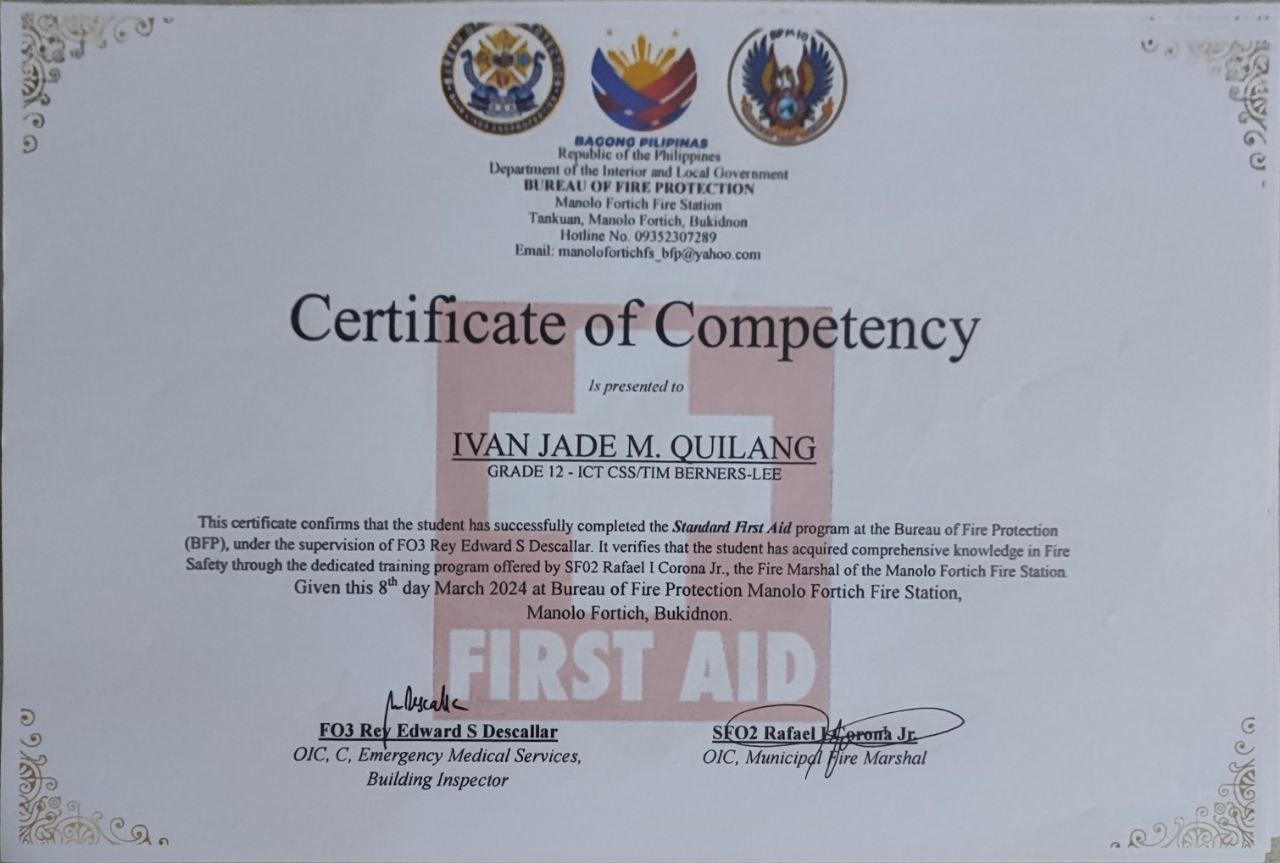 BFP-10
BAGONG PILIPINAS
Republic of the Philippines
Department of the Interior and Local Government
BUREAU OF FIRE PROTECTION
Manolo Fortich Fire Station
Tankuan, Manolo Fortich, Bukidnon
Hotline No. 09352307289
Email: manolofortichfs_bfp@yahoo.com
Certificate of Competency
Is presented to
IVAN JADE M. QUILANG
GRADE 12 - ICT CSS/TIM BERNERS-LEE
This certificate confirms that the student has successfully completed the Standard First Aid program at the Bureau of Fire Protection
(BFP), under the supervision of FO3 Rey Edward S Descallar. It verifies that the student has acquired comprehensive knowledge in Fire
Safety through the dedicated training program offered by SF02 Rafael I Corona Jr., the Fire Marshal of the Manolo Fortich Fire Station.
Given this 8th day March 2024 at Bureau of Fire Protection Manolo Fortich Fire Station,
Manolo Fortich, Bukidnon.
FIRST AID
FO3 Rey Edward S Descallar
OIC, C, Emergency Medical Services,
Building Inspector
SFO2 Rafael I Corona Jr.
OIC, Municipal Fire Marshal